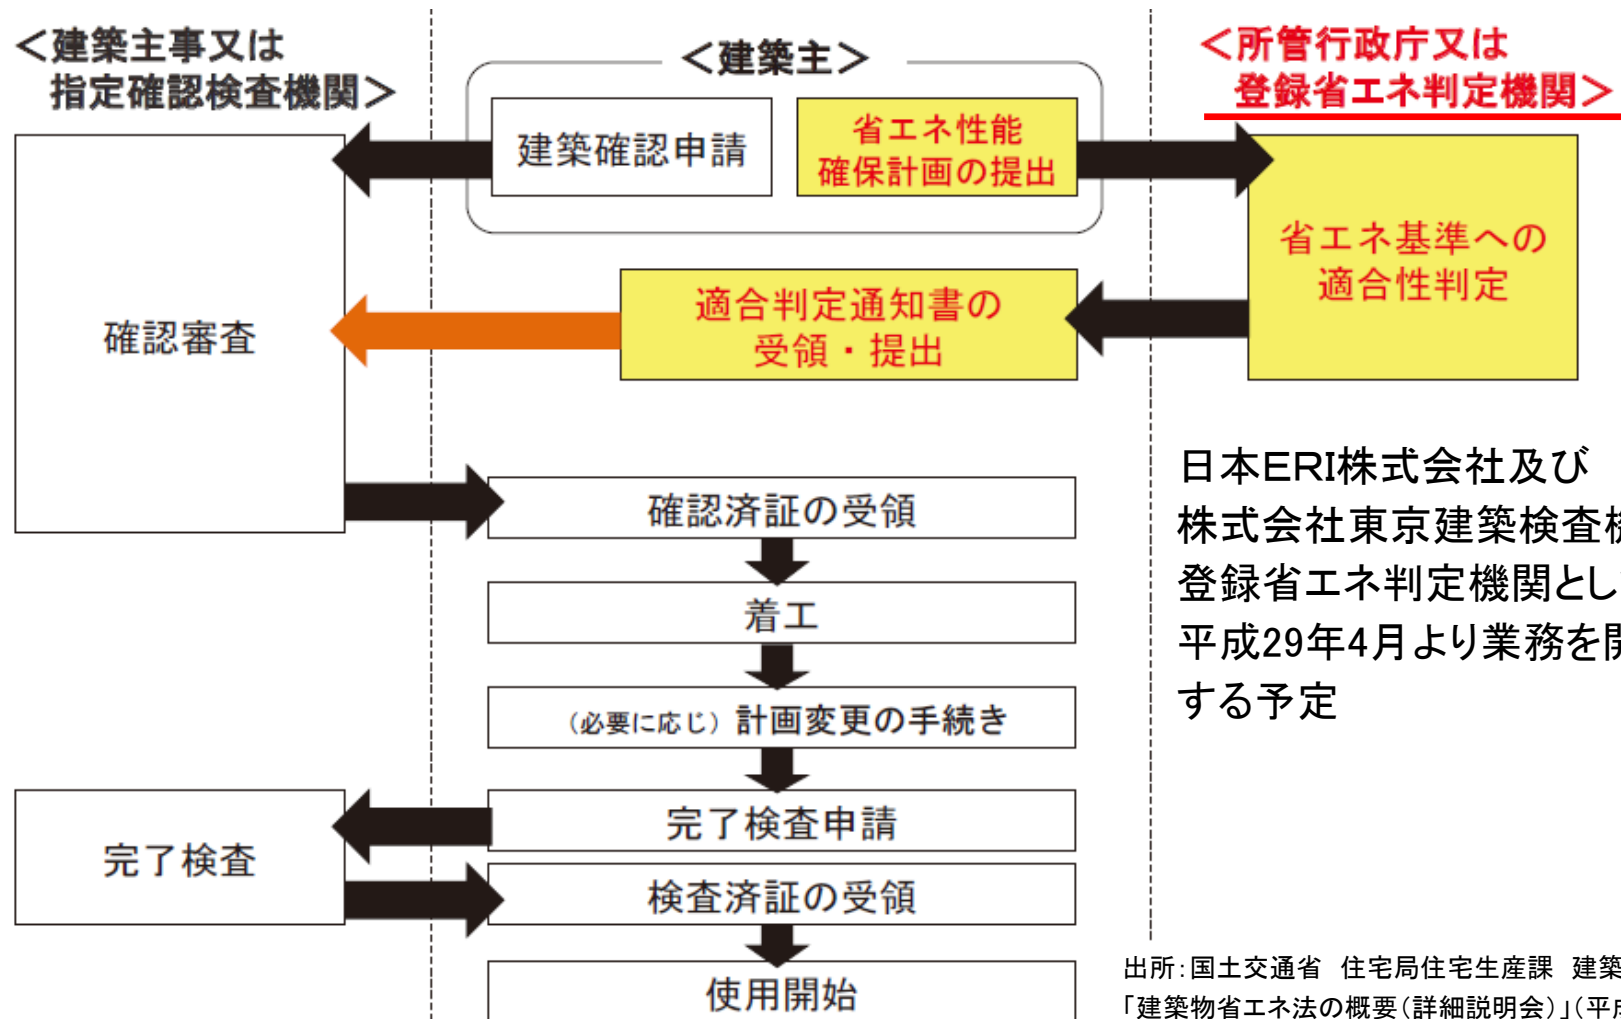 ＜建築主事又は
指定確認検査機関＞
＜建築主＞
＜所管行政庁又は
登録省エネ判定機関＞
建築確認申請
省エネ性能
確保計画の提出
省エネ基準への
適合性判定
適合判定通知書の
受領・提出
確認審査
確認済証の受領
着工
（必要に応じ）計画変更の手続き
完了検査申請
完了検査
検査済証の受領
使用開始
日本ERI株式会社及び
株式会社東京建築検査
登録省エネ判定機関とし
平成29年4月より業務を
する予定
出所：国土交通省　住宅局住宅生産課　建築
「建築物省エネ法の概要（詳細説明会）」（平成